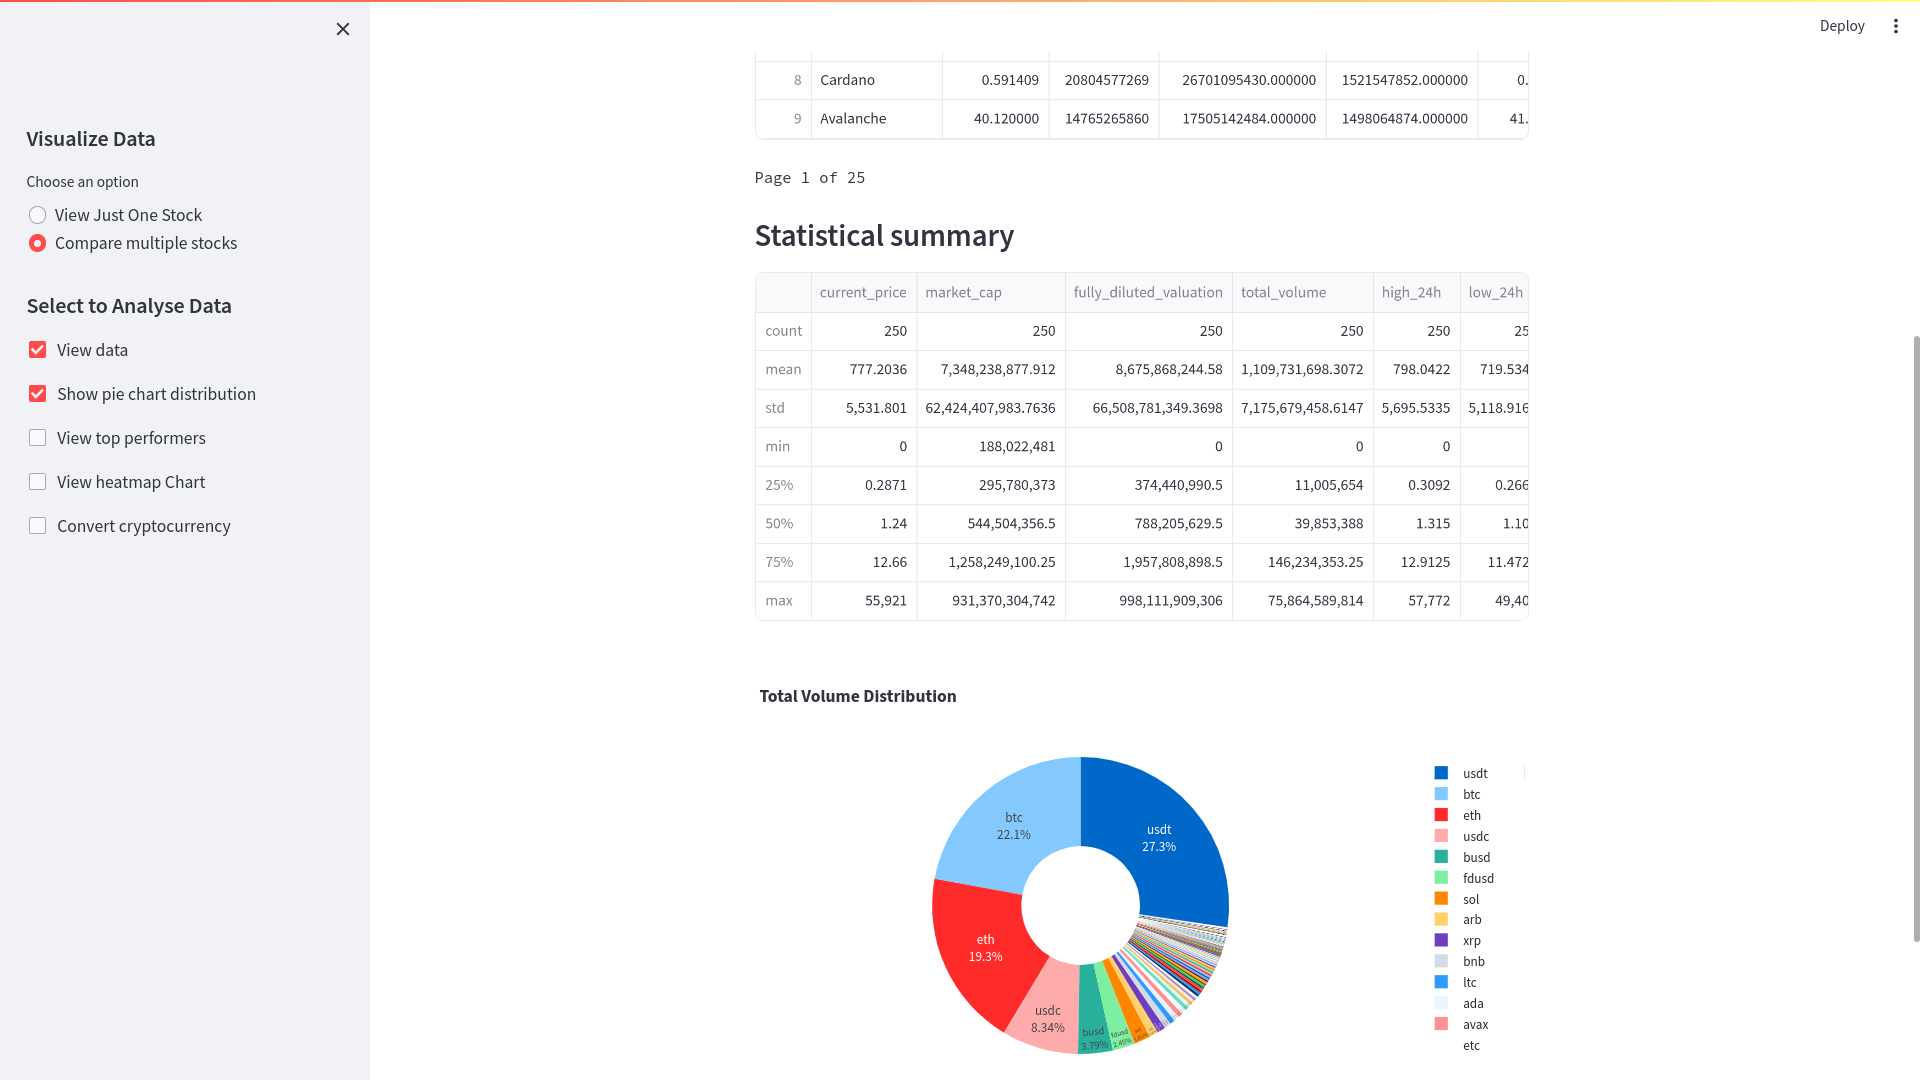 Deploy
Visualize Data
Choose an option
View Just One Stock
Compare multiple stocks
Select to Analyse Data
View data
Show pie chart distribution
View top performers
View heatmap Chart
Convert cryptocurrency
8 Cardano 0.591409 20804577269 26701095430.000000 1521547852.000000 0.
9 Avalanche 40.120000 14765265860 17505142484.000000 1498064874.000000 41.
Page 1 of 25
Statistical summary
current_price market_cap fully_diluted_valuation total_volume high_24h low_24h
count 250 250 250 250 250 25
mean 777.2036 7,348,238,877.912 8,675,868,244.58 1,109,731,698.3072 798.0422 719.534
std 5,531.801 62,424,407,983.7636 66,508,781,349.3698 7,175,679,458.6147 5,695.5335 5,118.916
min 0 188,022,481 0 0 0
25% 0.2871 295,780,373 374,440,990.5 11,005,654 0.3092 0.266
50% 1.24 544,504,356.5 788,205,629.5 39,853,388 1.315 1.10
75% 12.66 1,258,249,100.25 1,957,808,898.5 146,234,353.25 12.9125 11.472
max 55,921 931,370,304,742 998,111,909,306 75,864,589,814 57,772 49,40
Total Volume Distribution
btc
22.1%
usdt
27.3%
eth
19.3%
usdc
8.34%
busd
3.79%
fdusd
2.45%
usdt
btc
eth
usdc
busd
fdusd
sol
arb
xrp
bnb
ltc
ada
avax
etc